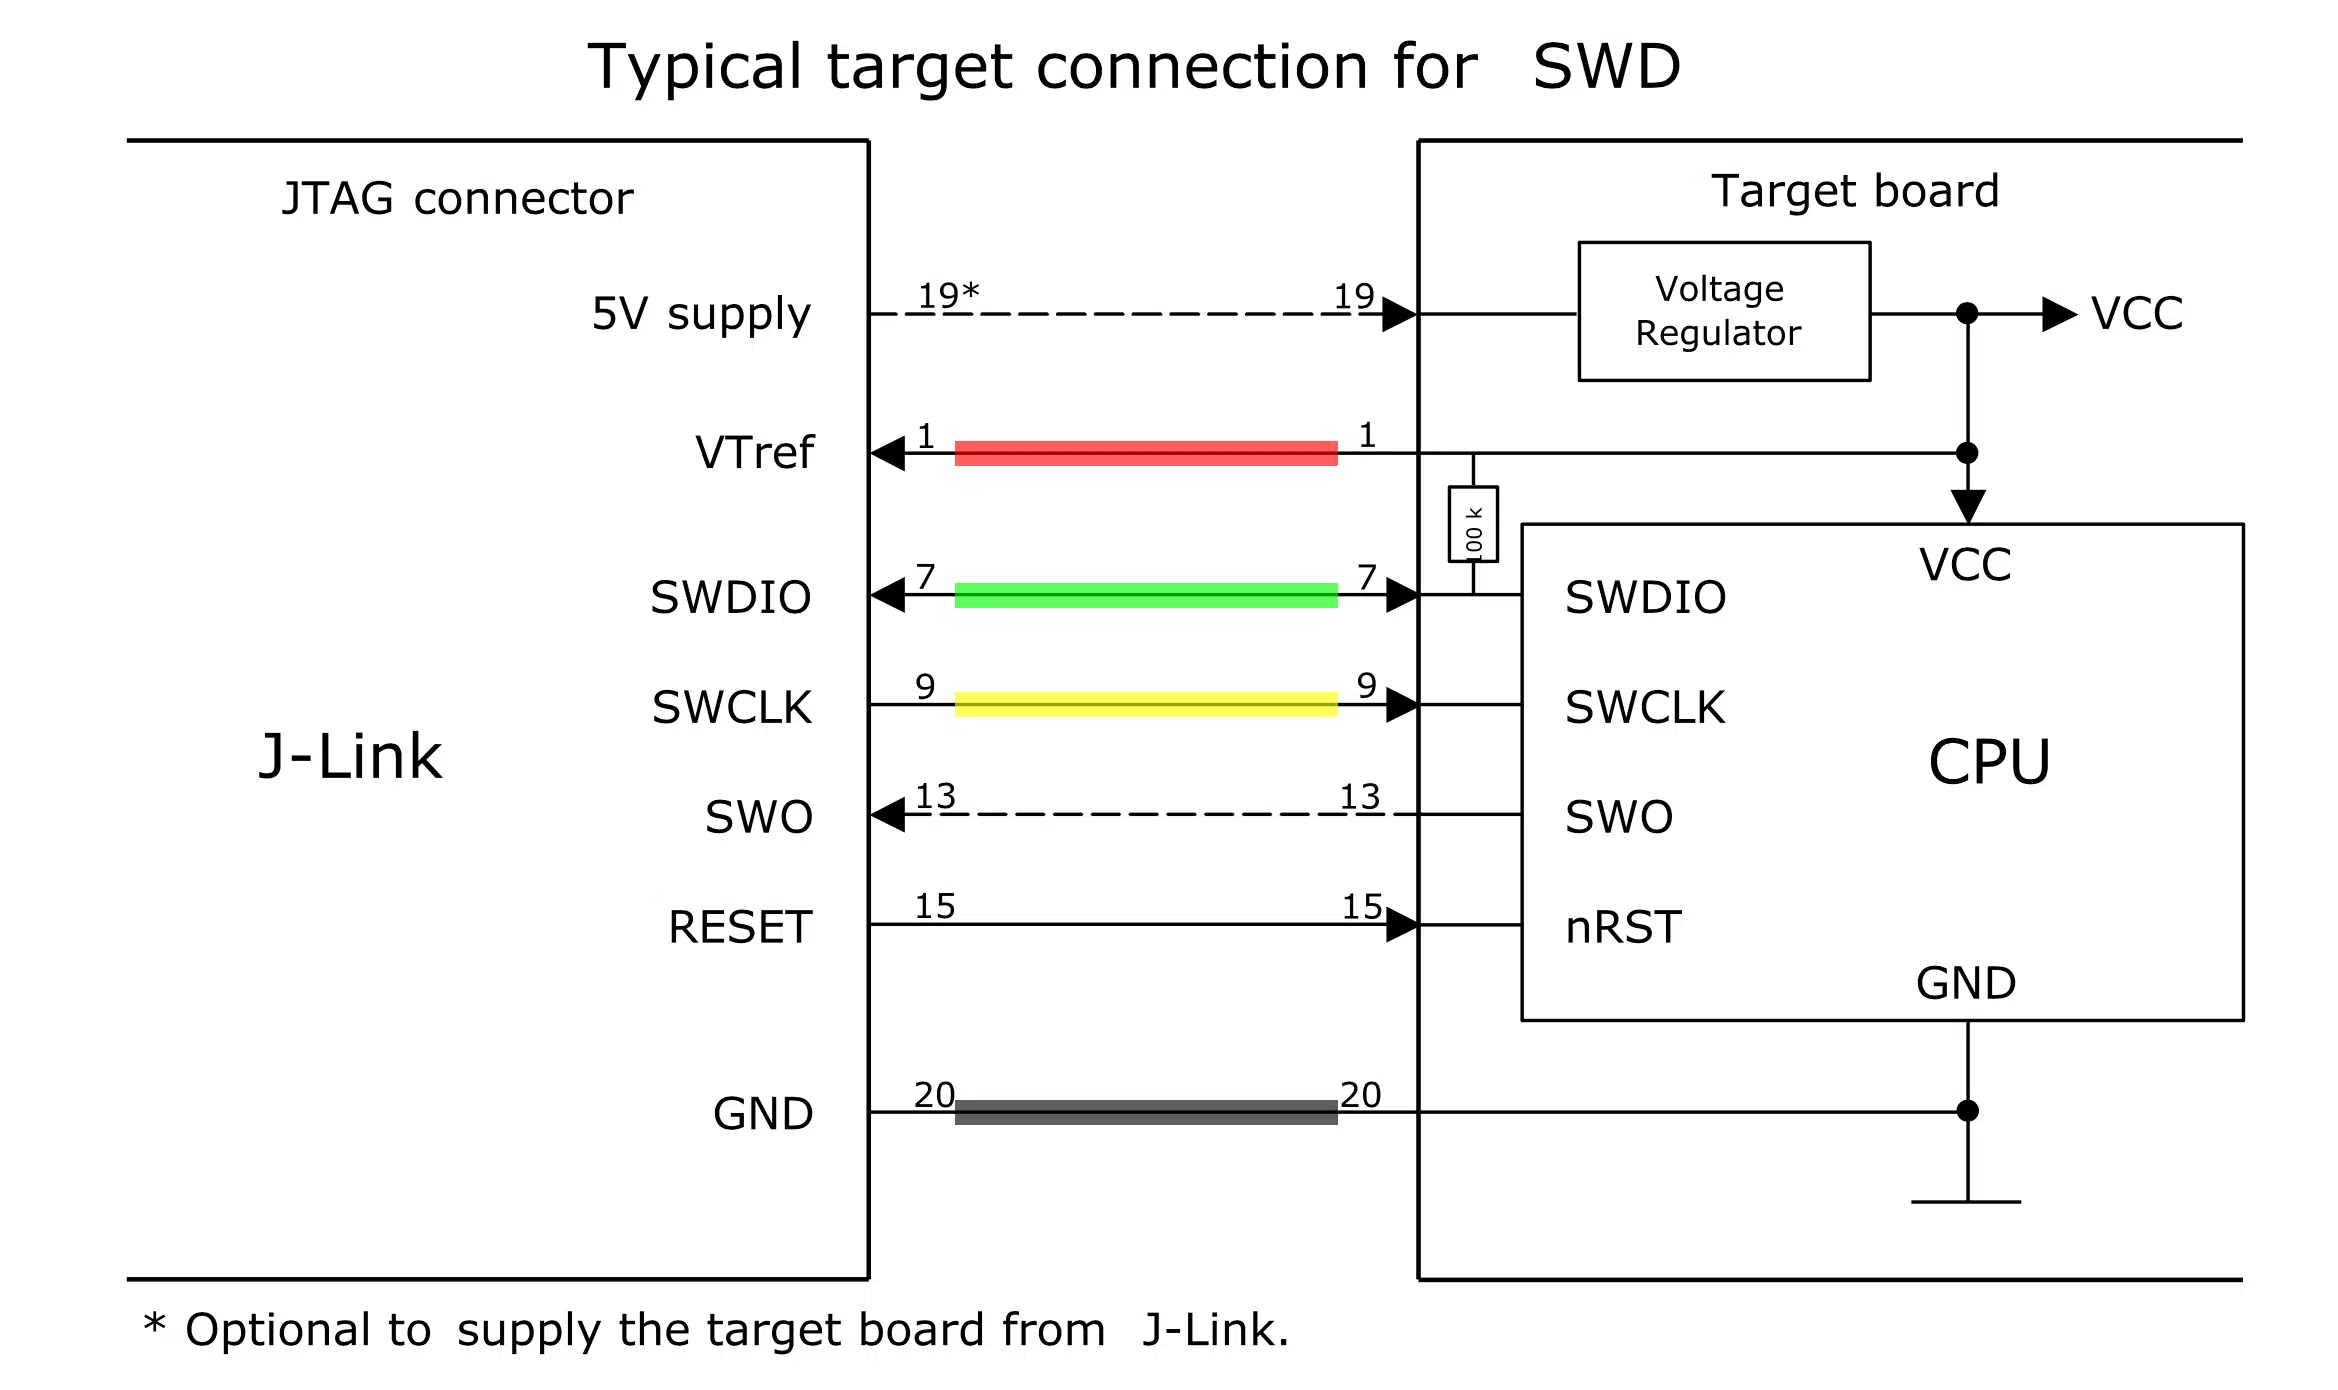 Typical target connection for SWD
JTAG connector
Target board
5V supply
19*
19
Voltage
Regulator
VCC
VTref
1
1
100 k
VCC
SWDIO
7
7
SWDIO
SWCLK
9
9
SWCLK
J-Link
CPU
SWO
13
13
SWO
RESET
15
15
nRST
GND
GND
20
20
* Optional to supply the target board from J-Link.